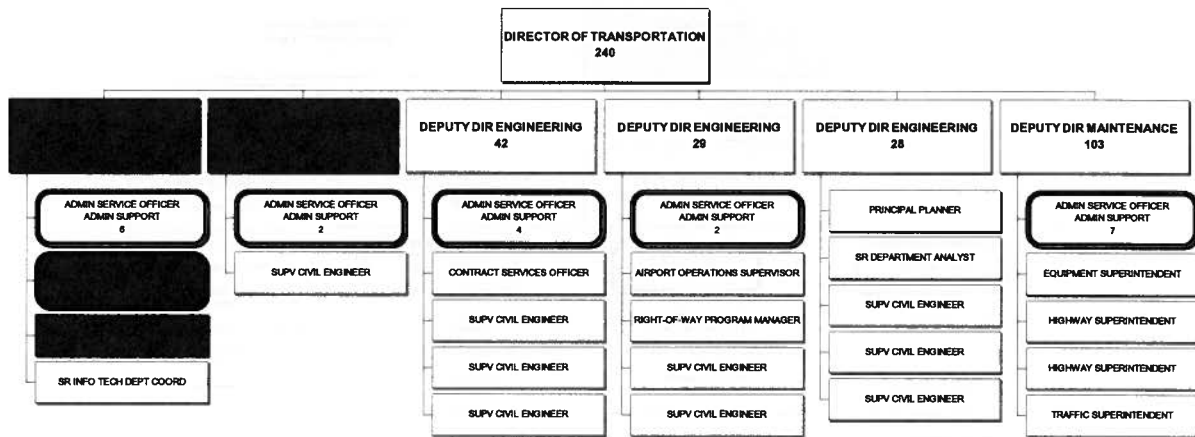 DIRECTOR OF TRANSPORTATION
240
DEPUTY DIR ENGINEERING
42
DEPUTY DIR ENGINEERING
29
DEPUTY DIR ENGINEERING
28
DEPUTY DIR MAINTENANCE
103
ADMIN SERVICE OFFICER
ADMIN SUPPORT
6
SR INFO TECH DEPT COORD
ADMIN SERVICE OFFICER
ADMIN SUPPORT
2
SUPV CIVIL ENGINEER
ADMIN SERVICE OFFICER
ADMIN SUPPORT
4
CONTRACT SERVICES OFFICER
SUPV CIVIL ENGINEER
SUPV CIVIL ENGINEER
SUPV CIVIL ENGINEER
ADMIN SERVICE OFFICER
ADMIN SUPPORT
2
AIRPORT OPERATIONS SUPERVISOR
RIGHT-OF-WAY PROGRAM MANAGER
SUPV CIVIL ENGINEER
SUPV CIVIL ENGINEER
PRINCIPAL PLANNER
SR DEPARTMENT ANALYST
SUPV CIVIL ENGINEER
SUPV CIVIL ENGINEER
SUPV CIVIL ENGINEER
ADMIN SERVICE OFFICER
ADMIN SUPPORT
7
EQUIPMENT SUPERINTENDENT
HIGHWAY SUPERINTENDENT
HIGHWAY SUPERINTENDENT
TRAFFIC SUPERINTENDENT